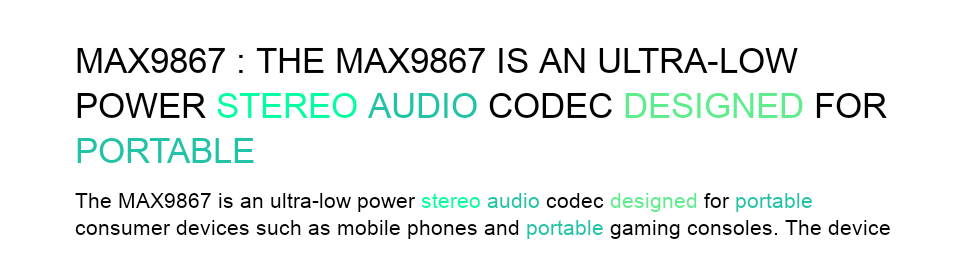 MAX9867 : THE MAX9867 IS AN ULTRA-LOW
POWER STEREO AUDIO CODEC DESIGNED FOR
PORTABLE
The MAX9867 is an ultra-low power stereo audio codec designed for portable
consumer devices such as mobile phones and portable gaming consoles. The device